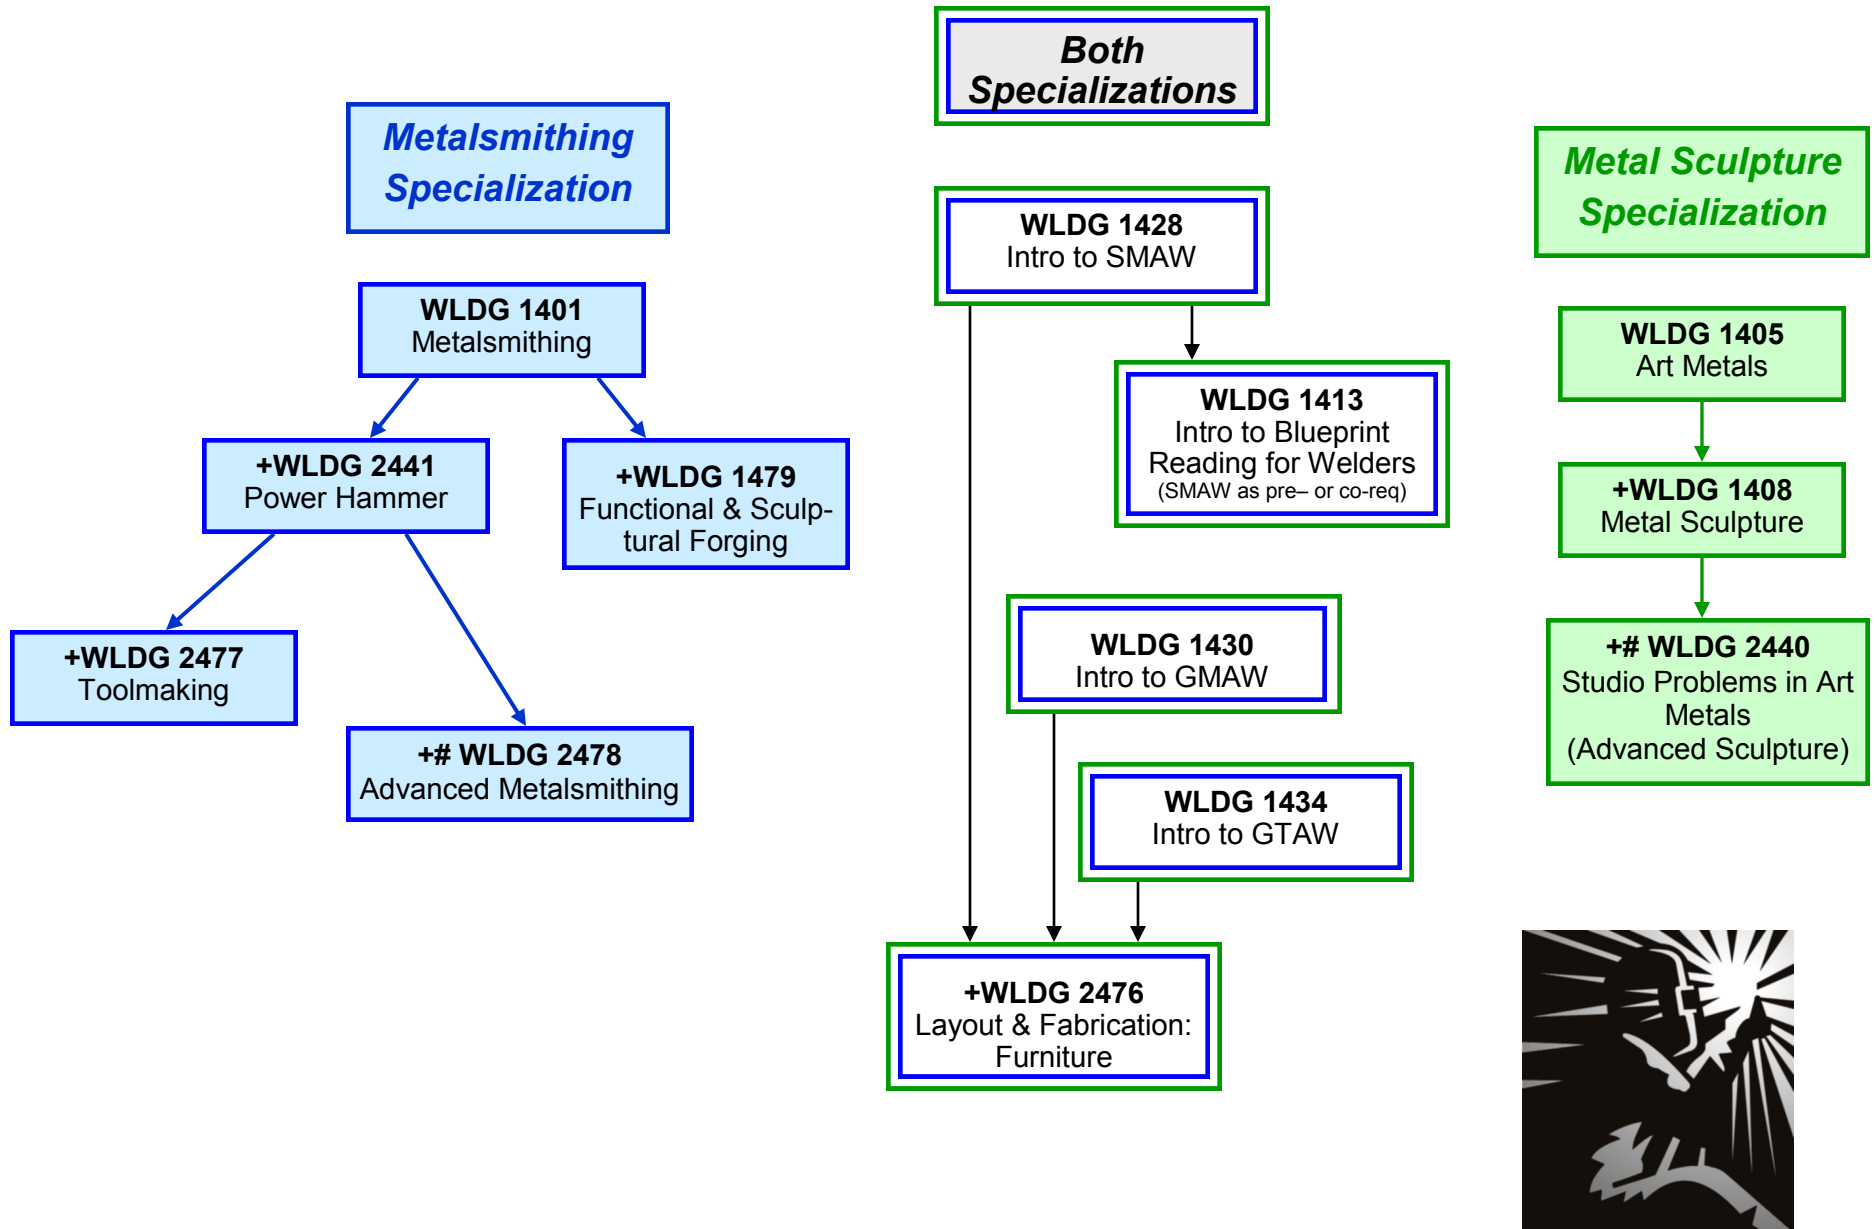 Both
Specializations
Metalsmithing
Specialization
Metal Sculpture
Specialization
WLDG 1401
Metalsmithing
+WLDG 2441
Power Hammer
+WLDG 1479
Functional & Sculp-
tural Forging
+WLDG 2477
Toolmaking
+# WLDG 2478
Advanced Metalsmithing
WLDG 1428
Intro to SMAW
WLDG 1413
Intro to Blueprint
Reading for Welders
(SMAW as pre– or co-req)
WLDG 1430
Intro to GMAW
WLDG 1434
Intro to GTAW
+WLDG 2476
Layout & Fabrication:
Furniture
WLDG 1405
Art Metals
+WLDG 1408
Metal Sculpture
+# WLDG 2440
Studio Problems in Art
Metals
(Advanced Sculpture)